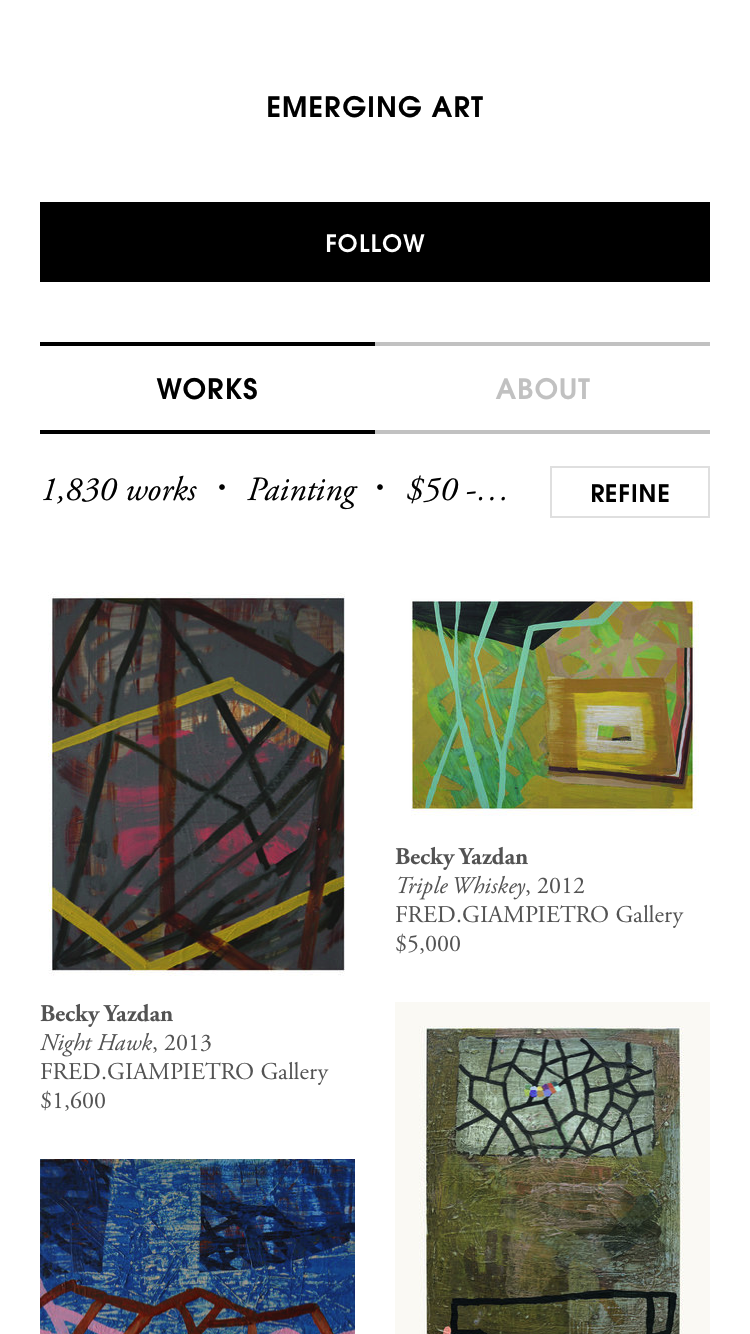 EMERGING ART
FOLLOW
WORKS
ABOUT
1,830 works • Painting • $50 -…
REFINE
Becky Yazdan
Night Hawk, 2013
FRED.GIAMPIETRO Gallery
$1,600
Becky Yazdan
Triple Whiskey, 2012
FRED.GIAMPIETRO Gallery
$5,000